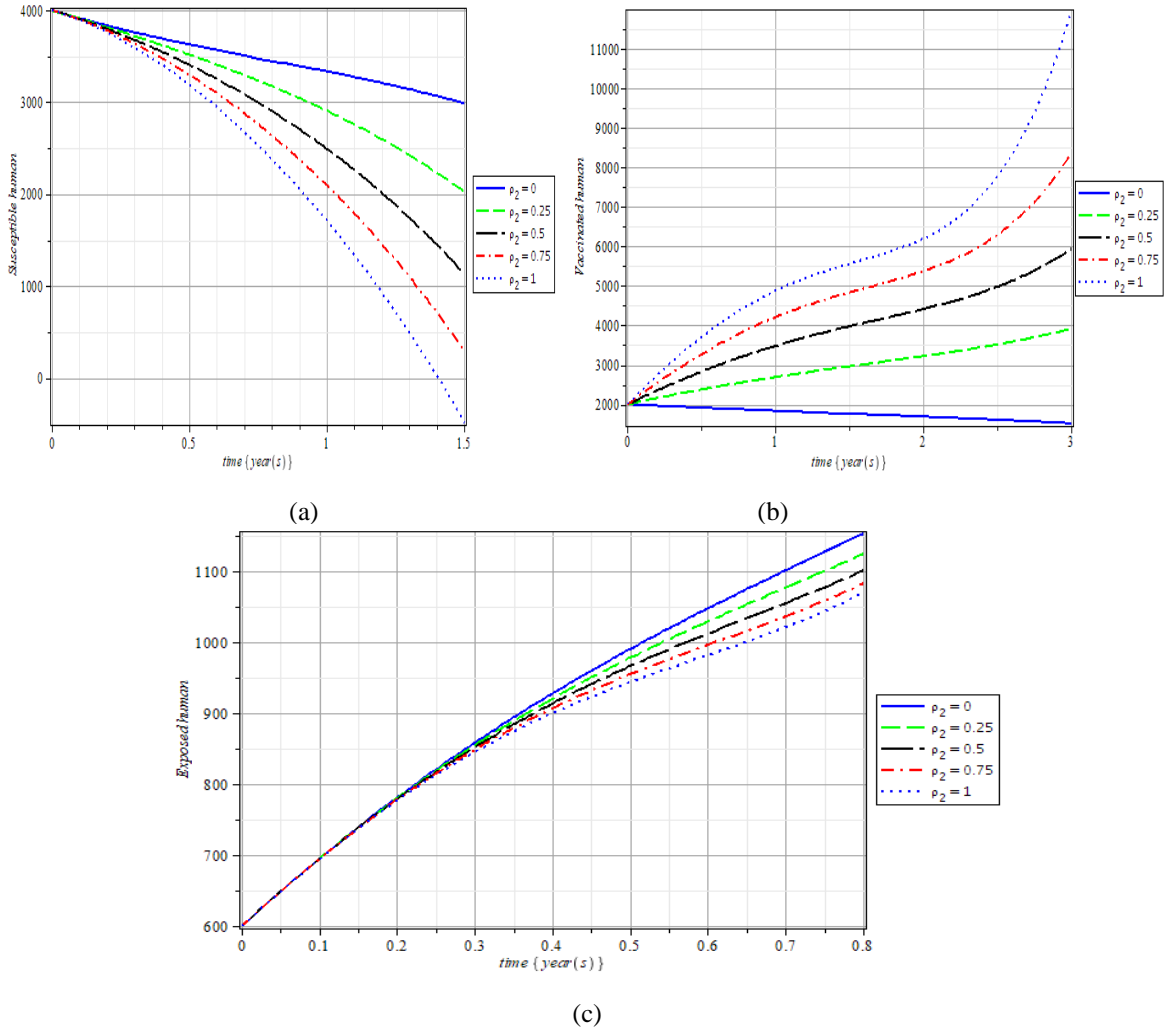 4000
3000
2000
1000
0
Susceptible human
0
0.5
1
1.5
time {year(s)}
ρ2 = 0
ρ2 = 0.25
ρ2 = 0.5
ρ2 = 0.75
ρ2 = 1
(a)
11000
10000
9000
8000
7000
6000
5000
4000
3000
2000
Vaccinated human
0
1
2
3
time {year(s)}
ρ2 = 0
ρ2 = 0.25
ρ2 = 0.5
ρ2 = 0.75
ρ2 = 1
(b)
1100
1000
900
800
700
600
Exposed human
0
0.1
0.2
0.3
0.4
0.5
0.6
0.7
0.8
time {year(s)}
ρ2 = 0
ρ2 = 0.25
ρ2 = 0.5
ρ2 = 0.75
ρ2 = 1
(c)